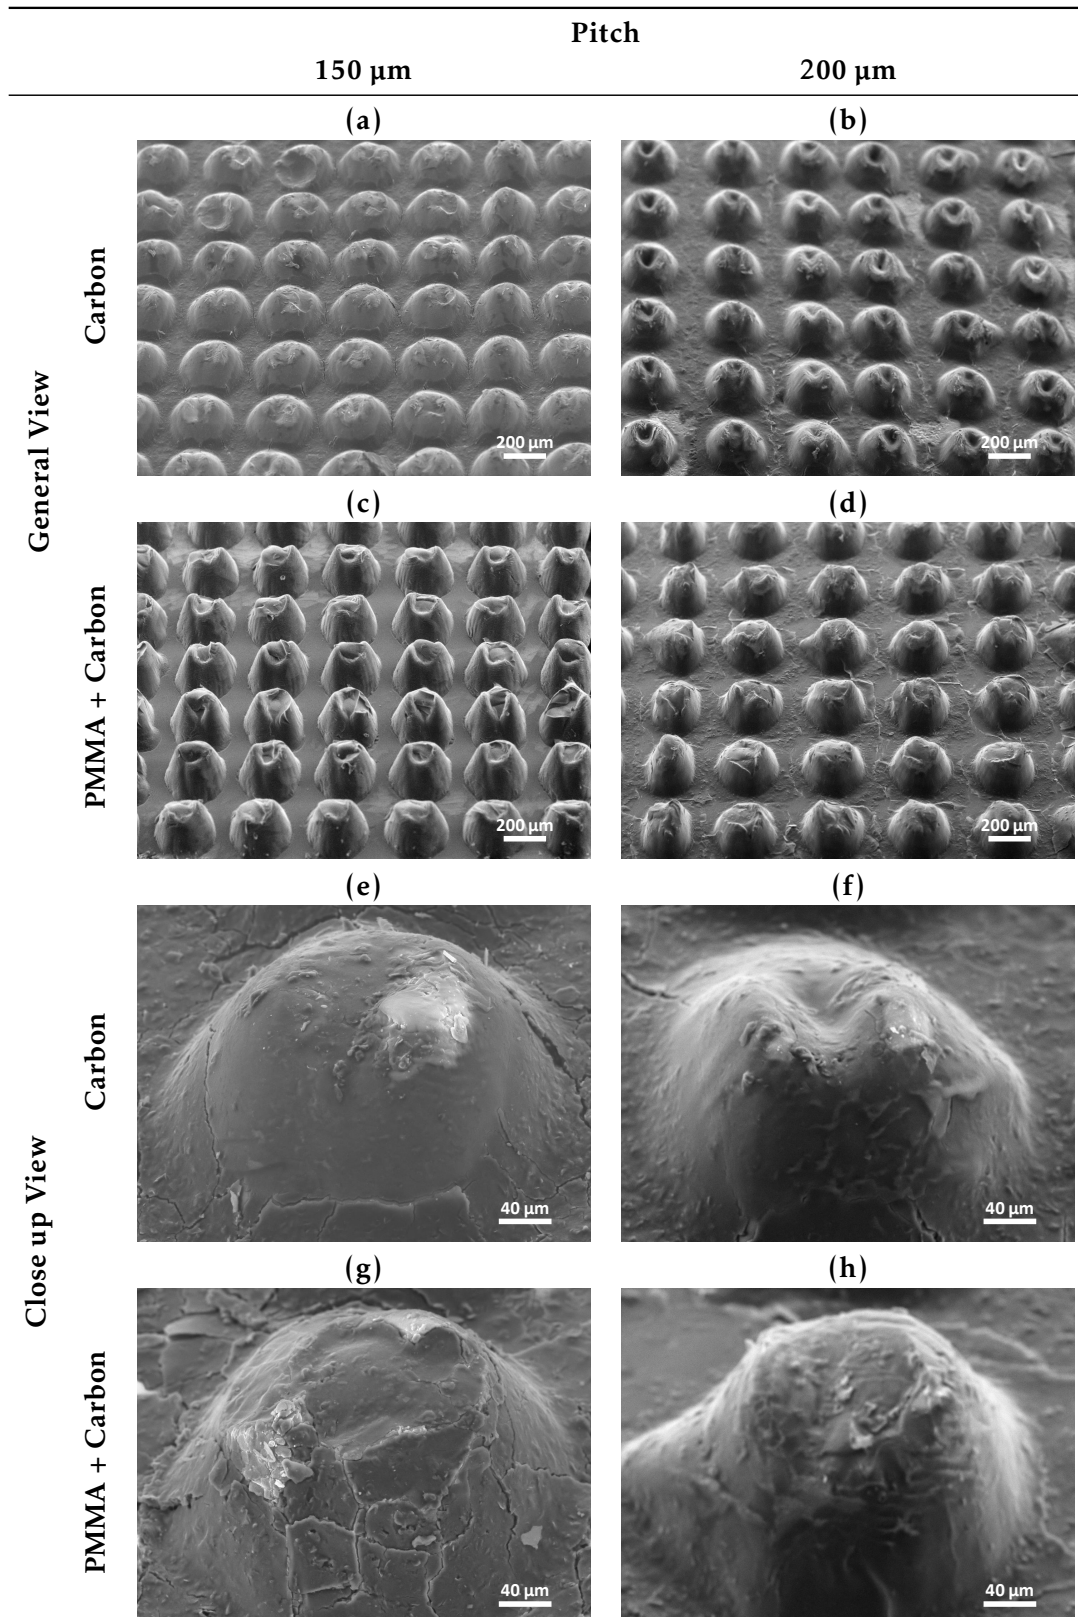 Pitch
150 µm
200 µm
(a)
(b)
General View
Carbon
200 µm
200 µm
(c)
(d)
PMMA + Carbon
200 µm
200 µm
(e)
(f)
Close up View
Carbon
40 µm
40 µm
(g)
(h)
PMMA + Carbon
40 µm
40 µm